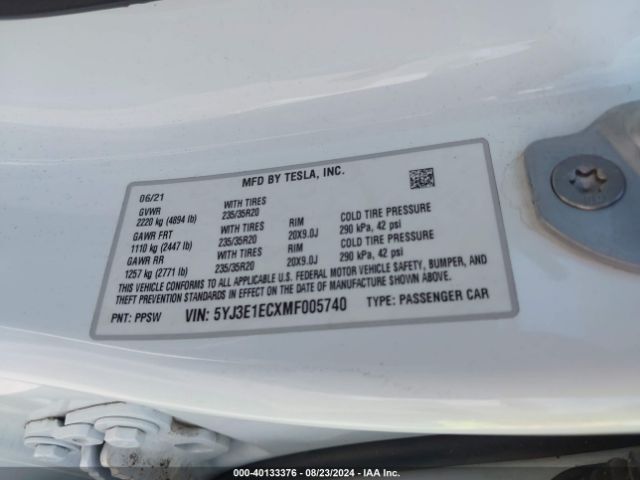 MFD BY TESLA, INC.
06/21
GVWR WITH TIRES
2220 kg (4894 lb) 235/35R20 RIM COLD TIRE PRESSURE
GAWR FRT WITH TIRES 20X9.0J 290 kPa, 42 psi
1110 kg (2447 lb) 235/35R20 RIM COLD TIRE PRESSURE
GAWR RR WITH TIRES 20X9.0J 290 kPa, 42 psi
1257 kg (2771 lb) 235/35R20
THIS VEHICLE CONFORMS TO ALL APPLICABLE U.S. FEDERAL MOTOR VEHICLE SAFETY, BUMPER, AND
THEFT PREVENTION STANDARDS IN EFFECT ON THE DATE OF MANUFACTURE SHOWN ABOVE.
PNT: PPSW VIN: 5YJ3E1ECXMF005740 TYPE: PASSENGER CAR
QUEEN - 40133376 - 08/23/2024 - IAA Inc.